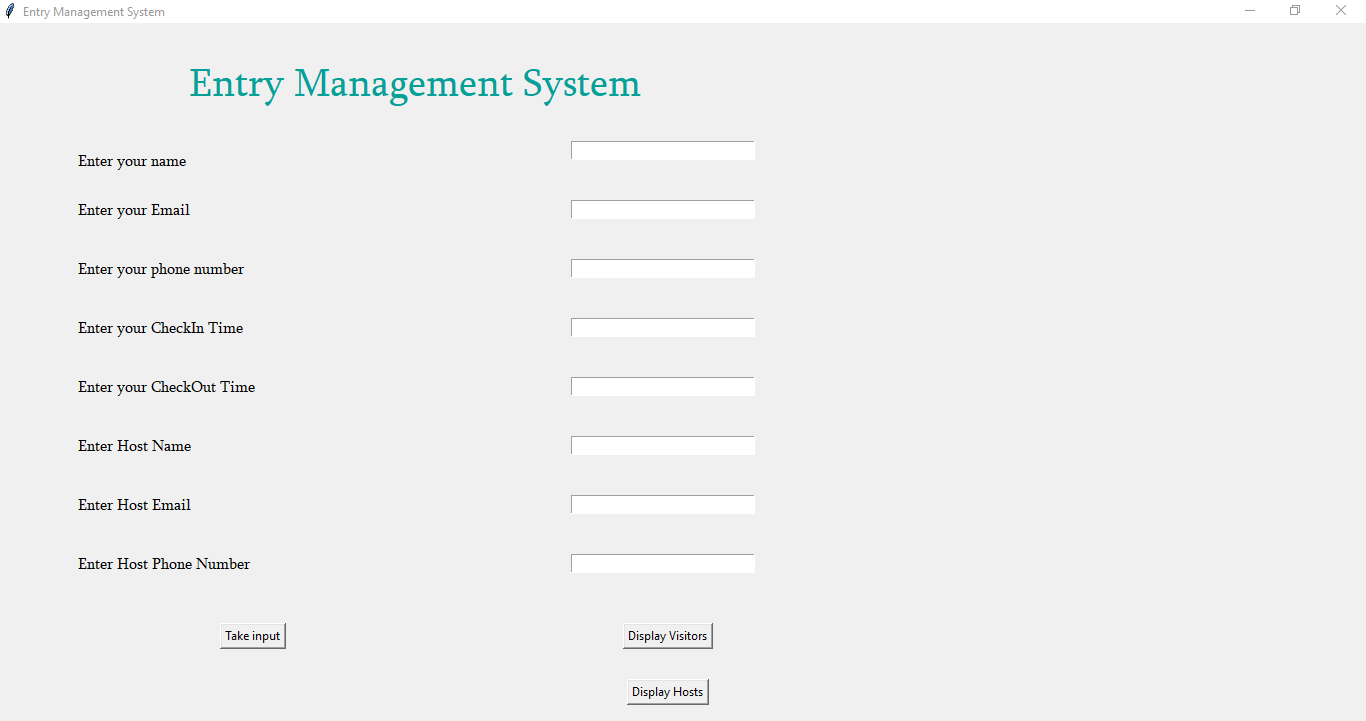 Entry Management System
Entry Management System
Enter your name
Enter your Email
Enter your phone number
Enter your CheckIn Time
Enter your CheckOut Time
Enter Host Name
Enter Host Email
Enter Host Phone Number
Take input
Display Visitors
Display Hosts